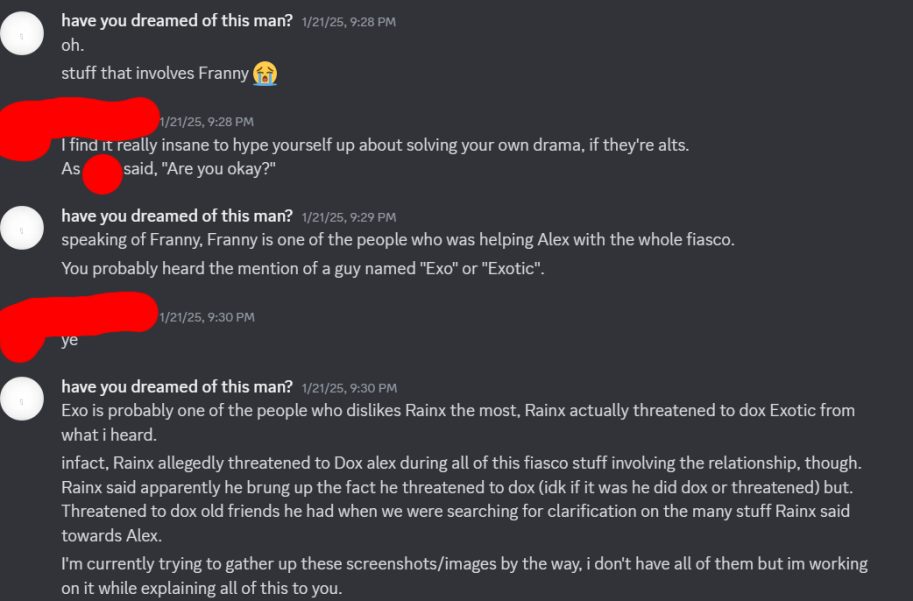 have you dreamed of this man? 1/21/25, 9:28 PM
oh.
stuff that involves Franny 😭
1/21/25, 9:28 PM
I find it really insane to hype yourself up about solving your own drama, if they're alts.
As said, "Are you okay?"
have you dreamed of this man? 1/21/25, 9:29 PM
speaking of Franny, Franny is one of the people who was helping Alex with the whole fiasco.
You probably heard the mention of a guy named "Exo" or "Exotic".
1/21/25, 9:30 PM
ye
have you dreamed of this man? 1/21/25, 9:30 PM
Exo is probably one of the people who dislikes Rainx the most, Rainx actually threatened to dox Exotic from
what i heard.
infact, Rainx allegedly threatened to Dox alex during all of this fiasco stuff involving the relationship, though.
Rainx said apparently he brung up the fact he threatened to dox (idk if it was he did dox or threatened) but.
Threatened to dox old friends he had when we were searching for clarification on the many stuff Rainx said
towards Alex.
I'm currently trying to gather up these screenshots/images by the way, i don't have all of them but im working
on it while explaining all of this to you.